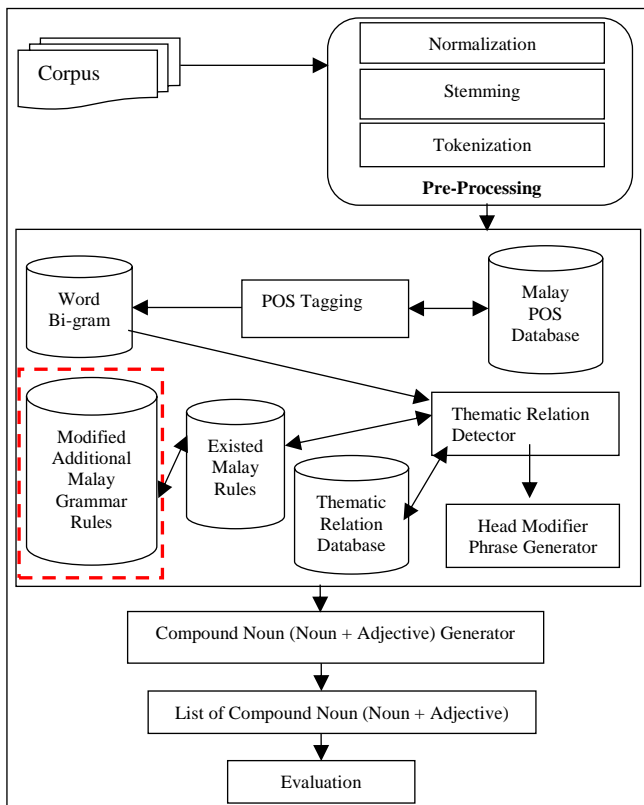 Corpus
Normalization
Stemming
Tokenization
Pre-Processing
Word
Bi-gram
POS Tagging
Malay
POS
Database
Modified
Additional
Malay
Grammar
Rules
Existed
Malay
Rules
Thematic
Relation
Database
Thematic Relation
Detector
Head Modifier
Phrase Generator
Compound Noun (Noun + Adjective) Generator
List of Compound Noun (Noun + Adjective)
Evaluation